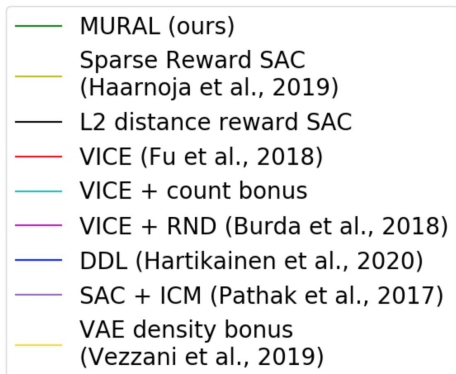 MURAL (ours)
Sparse Reward SAC
(Haarnoja et al., 2019)
L2 distance reward SAC
VICE (Fu et al., 2018)
VICE + count bonus
VICE + RND (Burda et al., 2018)
DDL (Hartikainen et al., 2020)
SAC + ICM (Pathak et al., 2017)
VAE density bonus
(Vezzani et al., 2019)